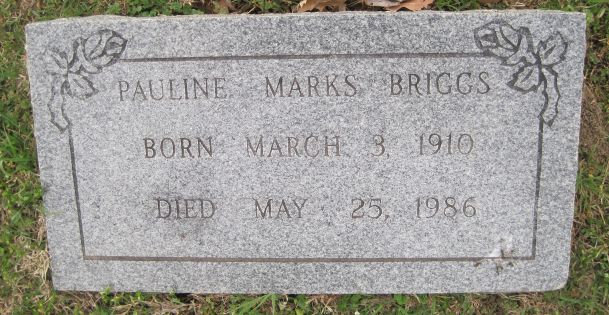 PAULINE MARKS BRIGGS
BORN MARCH 3, 1910
DIED MAY 25, 1986